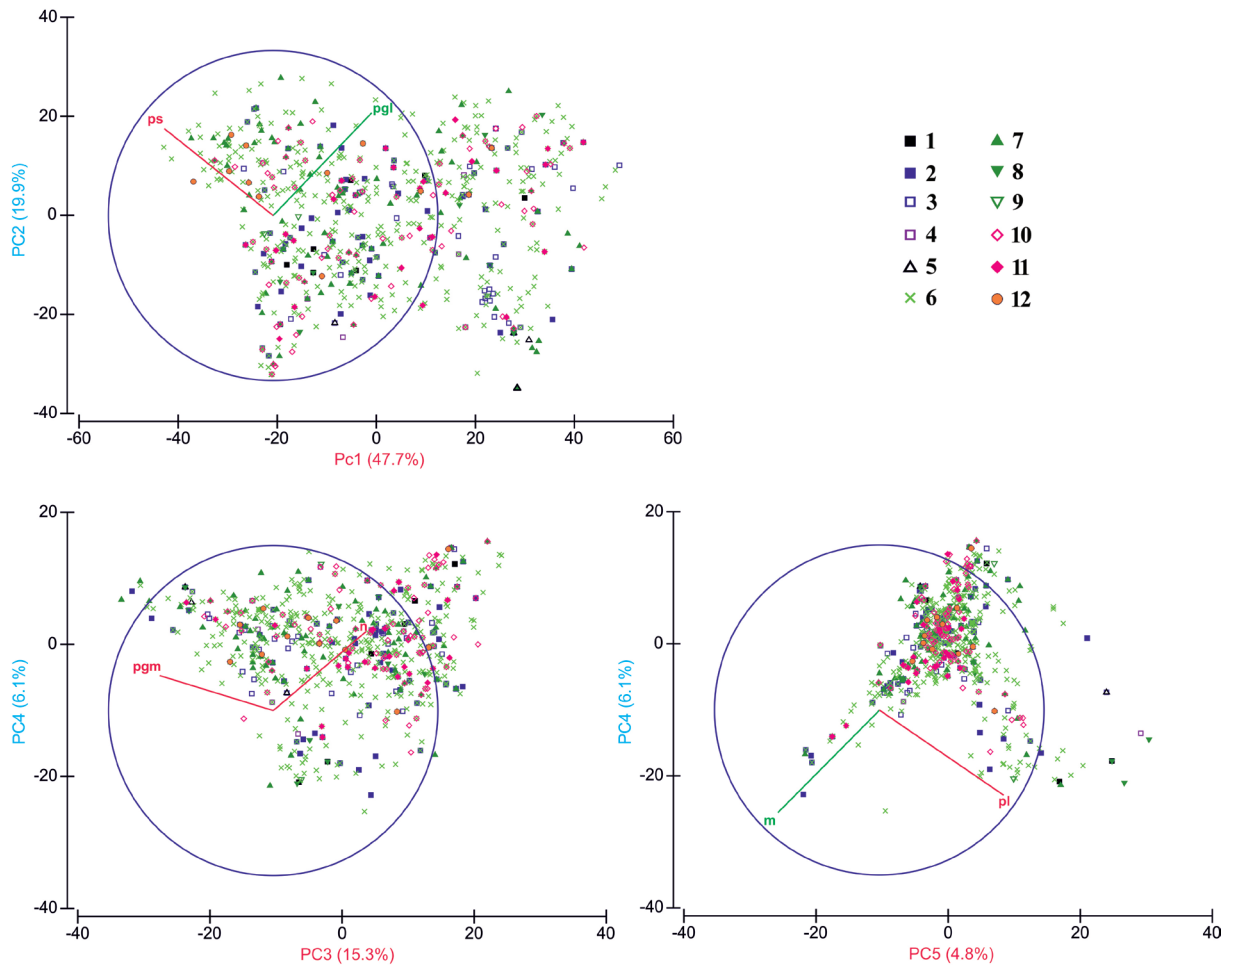 40
20
0
-20
-40
PC2 (19.9%)
ps
pgl
-60 -40 -20 0 20 40 60
Pc1 (47.7%)
1 7
2 8
3 9
4 10
5 11
6 12
20
0
-20
-40
PC4 (6.1%)
pgm
n
-40 -20 0 20 40
PC3 (15.3%)
20
0
-20
-40
PC4 (6.1%)
m
pl
-40 -20 0 20 40
PC5 (4.8%)